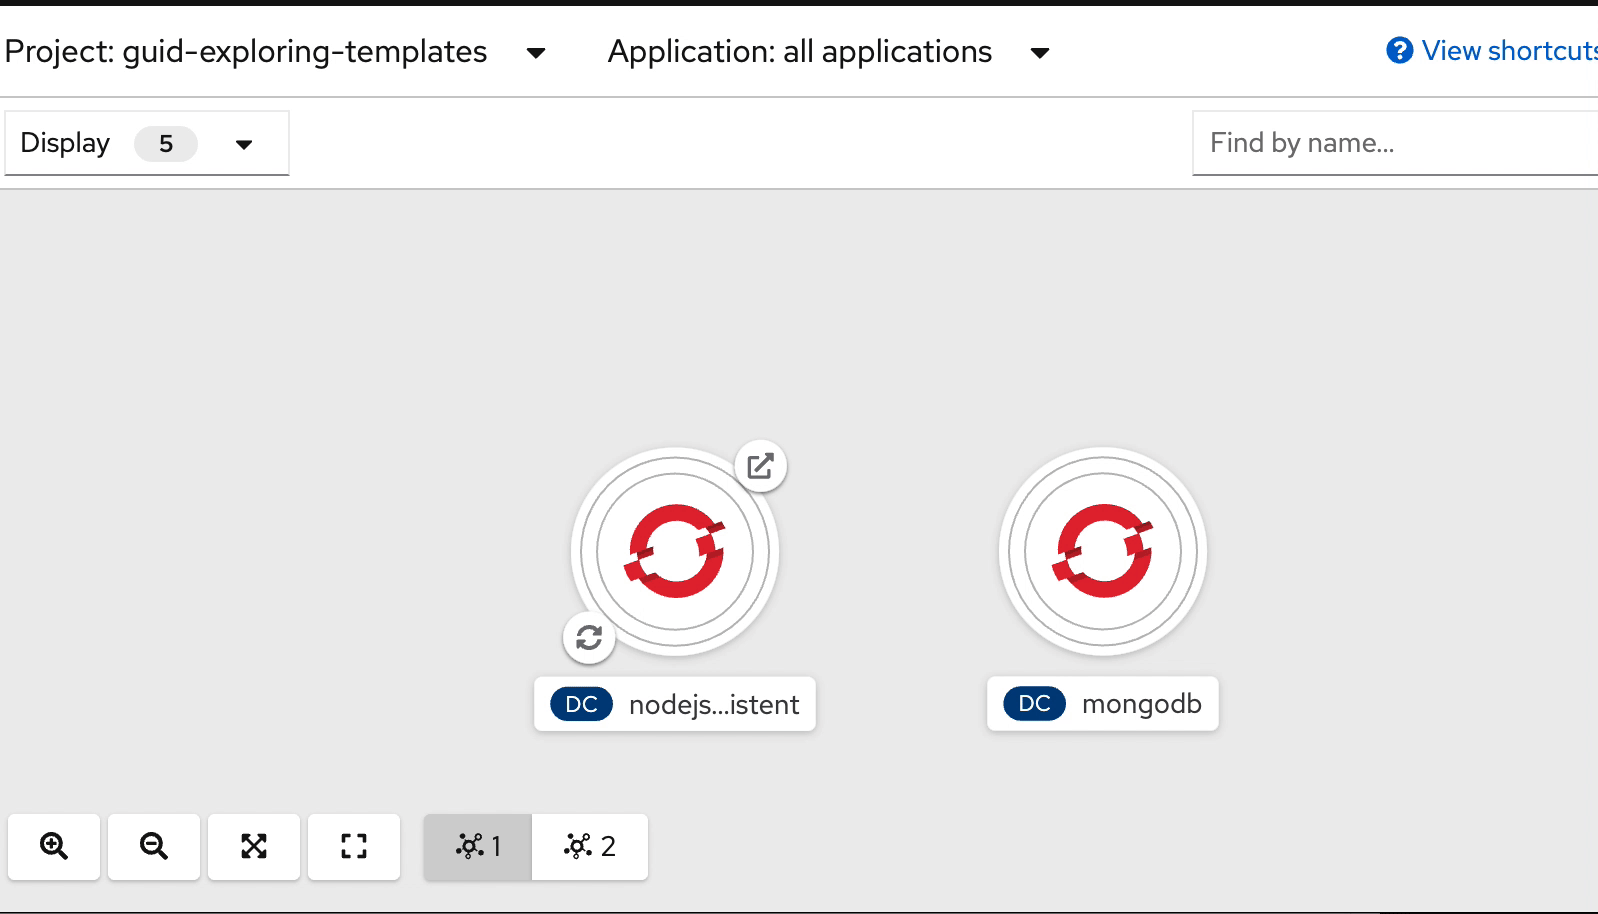 Project: guid-exploring-templates Application: all applications View shortcuts
Display 5 Find by name...
DC nodejs...istent DC mongodb
1 2